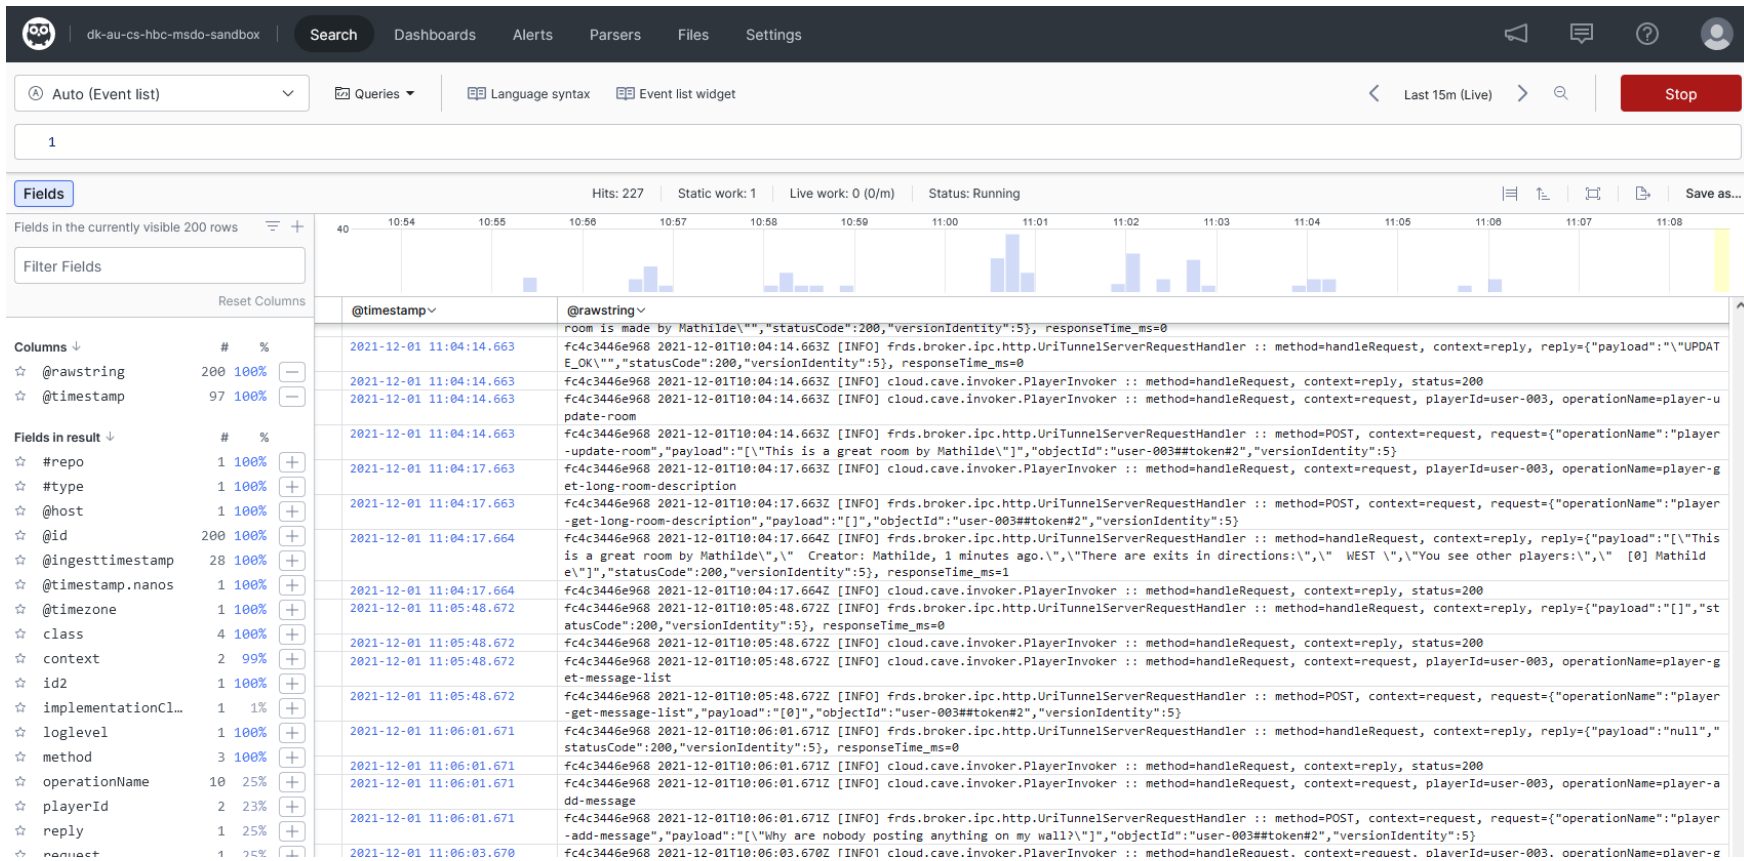 dk-au-cs-hbc-msdo-sandbox Search Dashboards Alerts Parsers Files Settings
Auto (Event list) Queries Language syntax Event list widget Last 15m (Live) Stop
1
Fields Hits: 227 Static work: 1 Live work: 0 (0/m) Status: Running Save as...
Fields in the currently visible 200 rows
Filter Fields
Reset Columns
Columns # %
@rawstring 200 100%
@timestamp 97 100%
Fields in result # %
#repo 1 100%
#type 1 100%
@host 1 100%
@id 200 100%
@ingesttimestamp 28 100%
@timestamp.nanos 1 100%
@timezone 1 100%
class 4 100%
context 2 99%
id2 1 100%
implementationCl... 1 1%
loglevel 1 100%
method 3 100%
operationName 10 25%
playerId 2 23%
reply 1 25%
request 1 25%
10:54 10:55 10:56 10:57 10:58 10:59 11:00 11:01 11:02 11:03 11:04 11:05 11:06 11:07 11:08
40
@timestamp @rawstring
room is made by Mathilde\"","statusCode":200,"versionIdentity":5}, responseTime_ms=0
2021-12-01 11:04:14.663 fc4c3446e968 2021-12-01T10:04:14.663Z [INFO] frds.broker.ipc.http.UriTunnelServerRequestHandler :: method=handleRequest, context=reply, reply={"payload":"\"UPDAT
E_OK\"","statusCode":200,"versionIdentity":5}, responseTime_ms=0
2021-12-01 11:04:14.663 fc4c3446e968 2021-12-01T10:04:14.663Z [INFO] cloud.cave.invoker.PlayerInvoker :: method=handleRequest, context=reply, status=200
2021-12-01 11:04:14.663 fc4c3446e968 2021-12-01T10:04:14.663Z [INFO] cloud.cave.invoker.PlayerInvoker :: method=handleRequest, context=request, playerId=user-003, operationName=player-u
pdate-room
2021-12-01 11:04:14.663 fc4c3446e968 2021-12-01T10:04:14.663Z [INFO] frds.broker.ipc.http.UriTunnelServerRequestHandler :: method=POST, context=request, request={"operationName":"player
-update-room","payload":"[\"This is a great room by Mathilde\"]","objectId":"user-003##token#2","versionIdentity":5}
2021-12-01 11:04:17.663 fc4c3446e968 2021-12-01T10:04:17.663Z [INFO] cloud.cave.invoker.PlayerInvoker :: method=handleRequest, context=request, playerId=user-003, operationName=player-g
et-long-room-description
2021-12-01 11:04:17.663 fc4c3446e968 2021-12-01T10:04:17.663Z [INFO] frds.broker.ipc.http.UriTunnelServerRequestHandler :: method=POST, context=request, request={"operationName":"player
-get-long-room-description","payload":"[]","objectId":"user-003##token#2","versionIdentity":5}
2021-12-01 11:04:17.664 fc4c3446e968 2021-12-01T10:04:17.664Z [INFO] frds.broker.ipc.http.UriTunnelServerRequestHandler :: method=handleRequest, context=reply, reply={"payload":"[\"This
is a great room by Mathilde\",\"  Creator: Mathilde, 1 minutes ago.\",\"There are exits in directions:\",\"  WEST \",\"You see other players:\",\"  [0] Mathild
e\"]","statusCode":200,"versionIdentity":5}, responseTime_ms=1
2021-12-01 11:04:17.664 fc4c3446e968 2021-12-01T10:04:17.664Z [INFO] cloud.cave.invoker.PlayerInvoker :: method=handleRequest, context=reply, status=200
2021-12-01 11:05:48.672 fc4c3446e968 2021-12-01T10:05:48.672Z [INFO] frds.broker.ipc.http.UriTunnelServerRequestHandler :: method=handleRequest, context=reply, reply={"payload":"[]","st
atusCode":200,"versionIdentity":5}, responseTime_ms=0
2021-12-01 11:05:48.672 fc4c3446e968 2021-12-01T10:05:48.672Z [INFO] cloud.cave.invoker.PlayerInvoker :: method=handleRequest, context=reply, status=200
2021-12-01 11:05:48.672 fc4c3446e968 2021-12-01T10:05:48.672Z [INFO] cloud.cave.invoker.PlayerInvoker :: method=handleRequest, context=request, playerId=user-003, operationName=player-g
et-message-list
2021-12-01 11:05:48.672 fc4c3446e968 2021-12-01T10:05:48.672Z [INFO] frds.broker.ipc.http.UriTunnelServerRequestHandler :: method=POST, context=request, request={"operationName":"player
-get-message-list","payload":"[0]","objectId":"user-003##token#2","versionIdentity":5}
2021-12-01 11:06:01.671 fc4c3446e968 2021-12-01T10:06:01.671Z [INFO] frds.broker.ipc.http.UriTunnelServerRequestHandler :: method=handleRequest, context=reply, reply={"payload":"null","
statusCode":200,"versionIdentity":5}, responseTime_ms=0
2021-12-01 11:06:01.671 fc4c3446e968 2021-12-01T10:06:01.671Z [INFO] cloud.cave.invoker.PlayerInvoker :: method=handleRequest, context=reply, status=200
2021-12-01 11:06:01.671 fc4c3446e968 2021-12-01T10:06:01.671Z [INFO] cloud.cave.invoker.PlayerInvoker :: method=handleRequest, context=request, playerId=user-003, operationName=player-a
dd-message
2021-12-01 11:06:01.671 fc4c3446e968 2021-12-01T10:06:01.671Z [INFO] frds.broker.ipc.http.UriTunnelServerRequestHandler :: method=POST, context=request, request={"operationName":"player
-add-message","payload":"[\"Why are nobody posting anything on my wall?\"]","objectId":"user-003##token#2","versionIdentity":5}
2021-12-01 11:06:03.670 fc4c3446e968 2021-12-01T10:06:03.670Z [INFO] cloud.cave.invoker.PlayerInvoker :: method=handleRequest, context=request, playerId=user-003, operationName=player-g